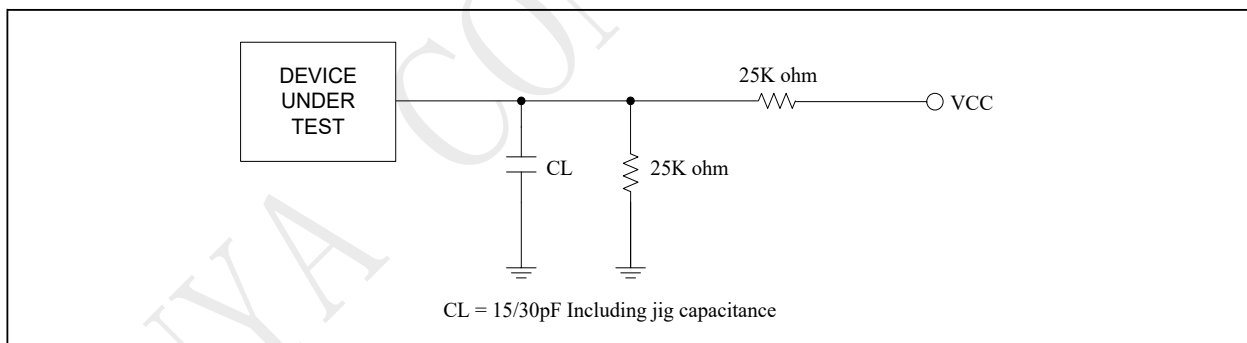 DEVICE
UNDER
TEST
25K ohm
VCC
CL
25K ohm
CL = 15/30pF Including jig capacitance